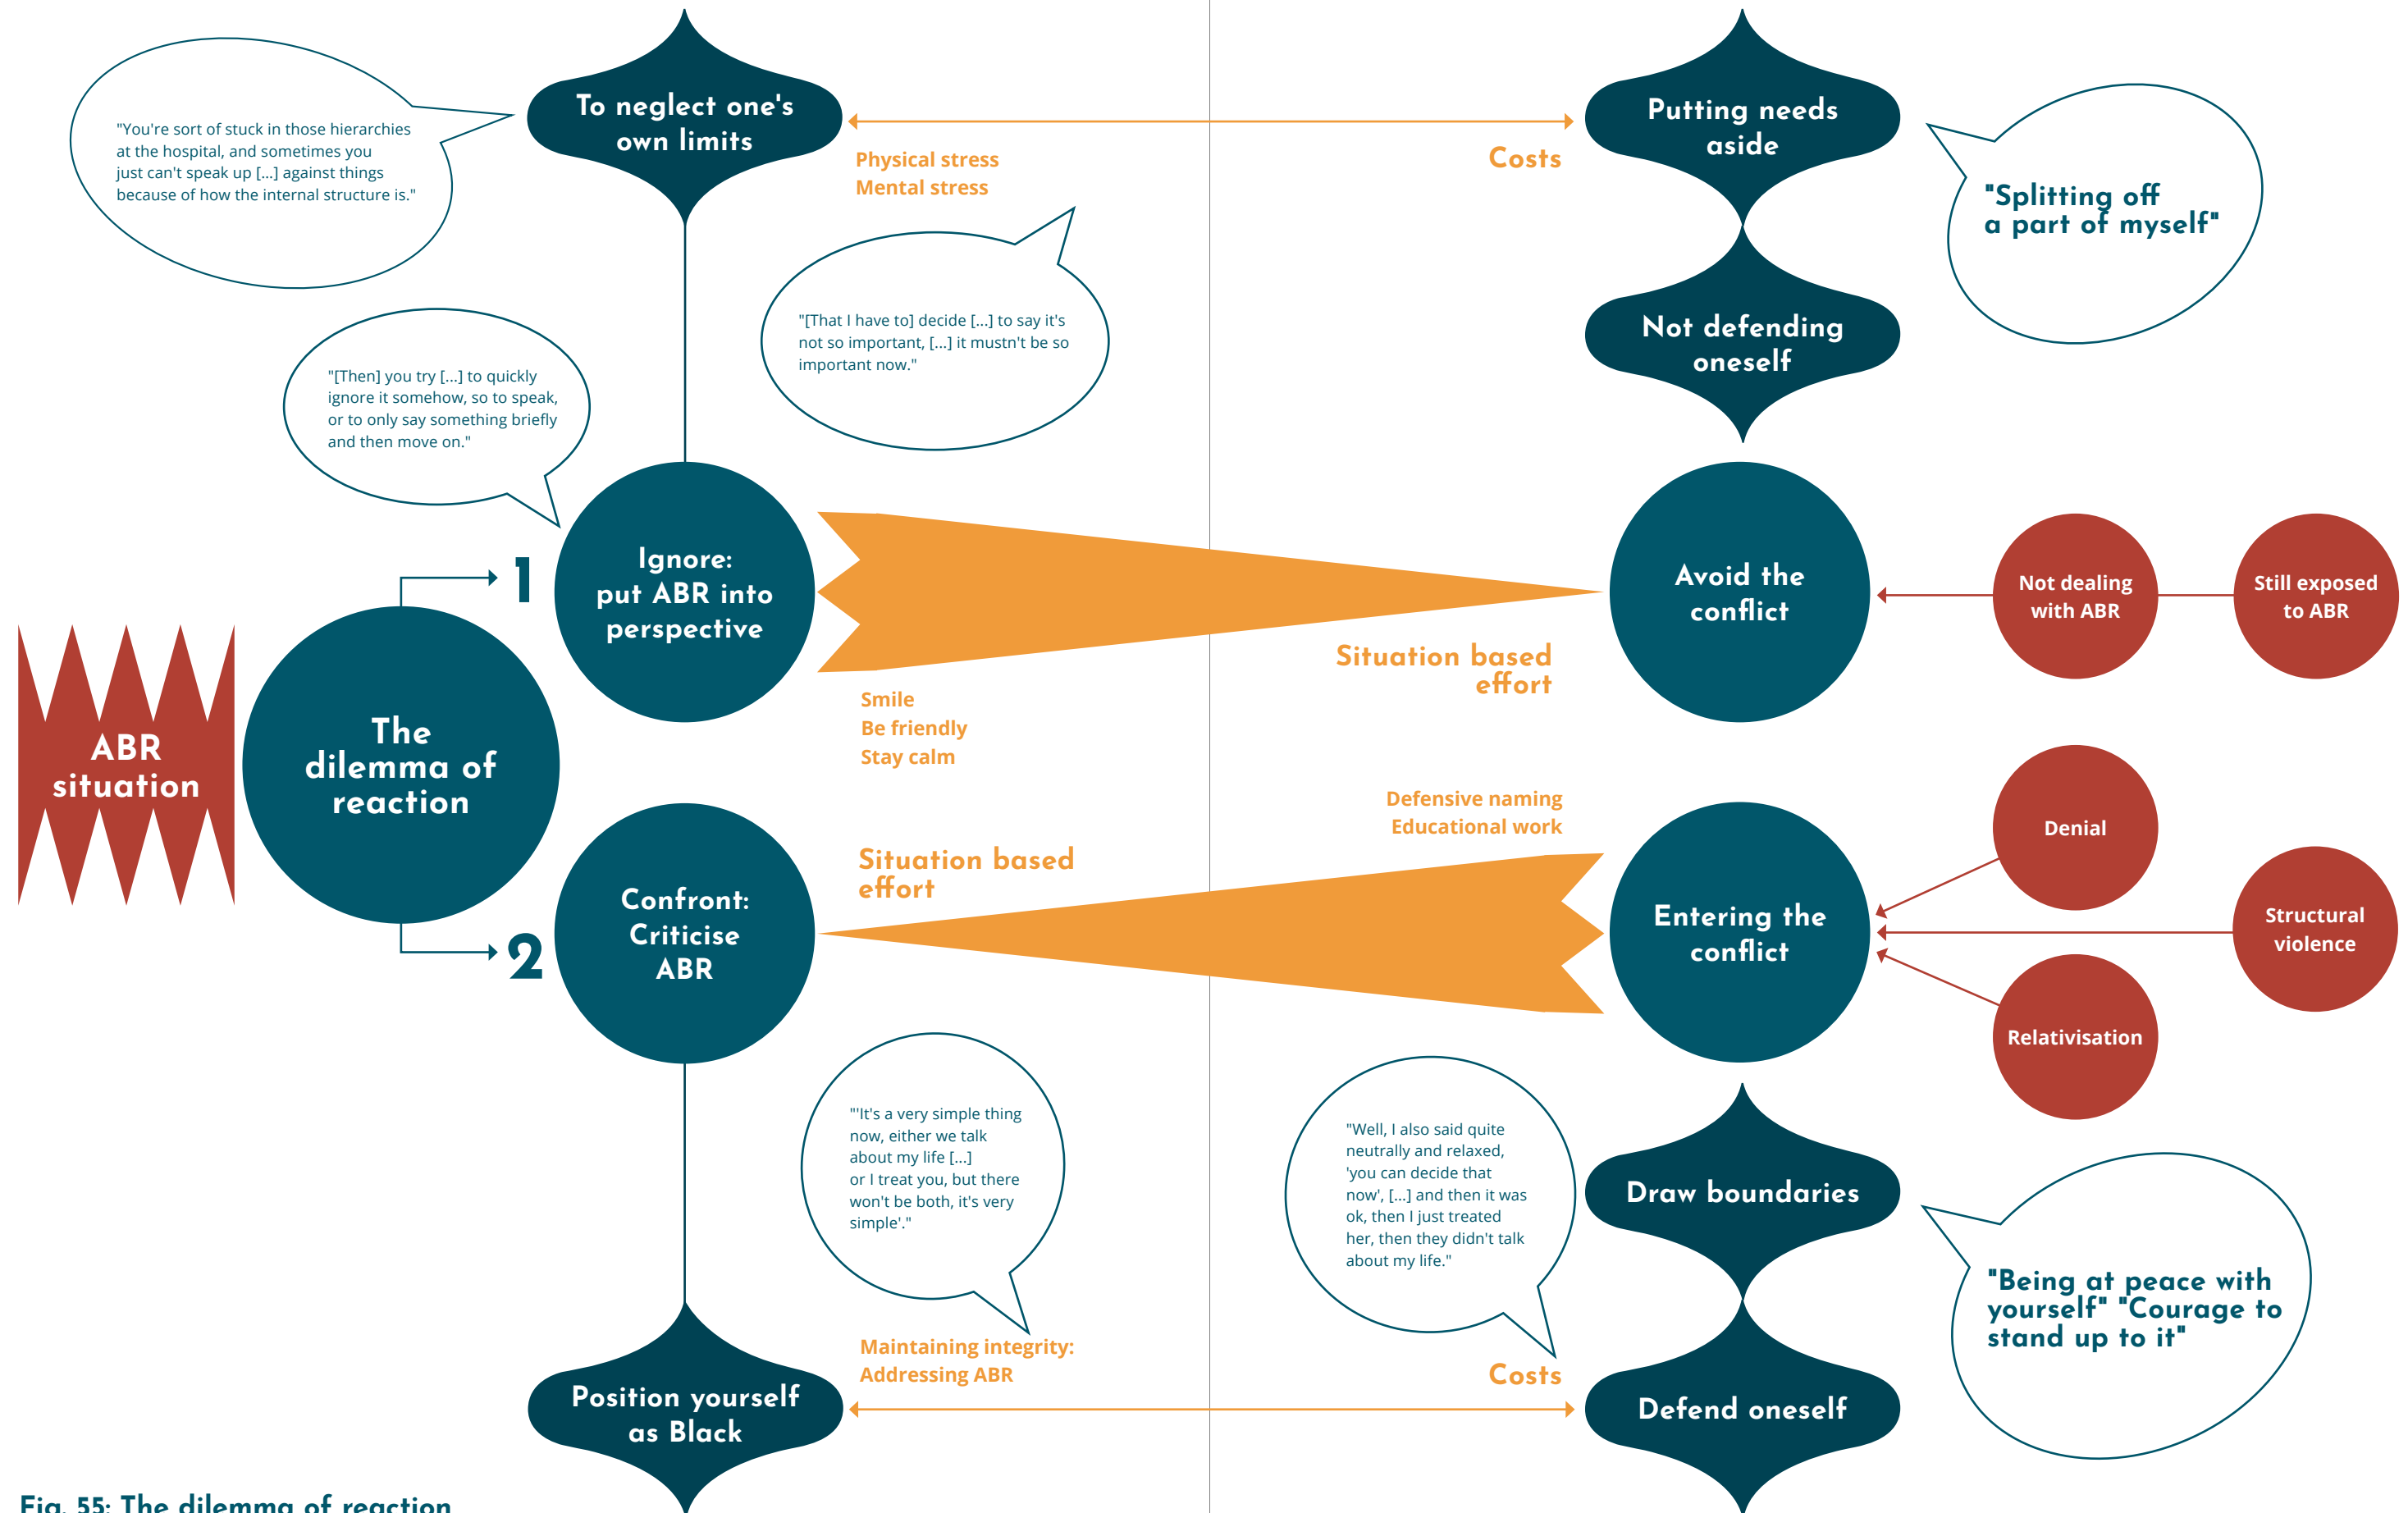 To neglect one's
own limits
Putting needs
aside
"You're sort of stuck in those hierarchies
at the hospital, and sometimes you
just can't speak up [...] against things
because of how the internal structure is."
Physical stress
Mental stress
Costs
"Splitting off
a part of myself"
"[That I have to] decide [...] to say it's
not so important, [...] it mustn't be so
important now."
Not defending
oneself
"[Then] you try [...] to quickly
ignore it somehow, so to speak,
or to only say something briefly
and then move on."
1
Ignore:
put ABR into
perspective
Avoid the
conflict
Not dealing
with ABR
Still exposed
to ABR
Situation based
effort
Smile
Be friendly
Stay calm
ABR
situation
The
dilemma of
reaction
Defensive naming
Educational work
Denial
Situation based
effort
2
Confront:
Criticise
ABR
Entering the
conflict
Structural
violence
Relativisation
"'It's a very simple thing
now, either we talk
about my life [...]
or I treat you, but there
won't be both, it's very
simple'."
"Well, I also said quite
neutrally and relaxed,
'you can decide that
now', [...] and then it was
ok, then I just treated
her, then they didn't talk
about my life."
Draw boundaries
"Being at peace with
yourself" "Courage to
stand up to it"
Maintaining integrity:
Addressing ABR
Costs
Position yourself
as Black
Defend oneself
Fig. 55: The dilemma of reaction